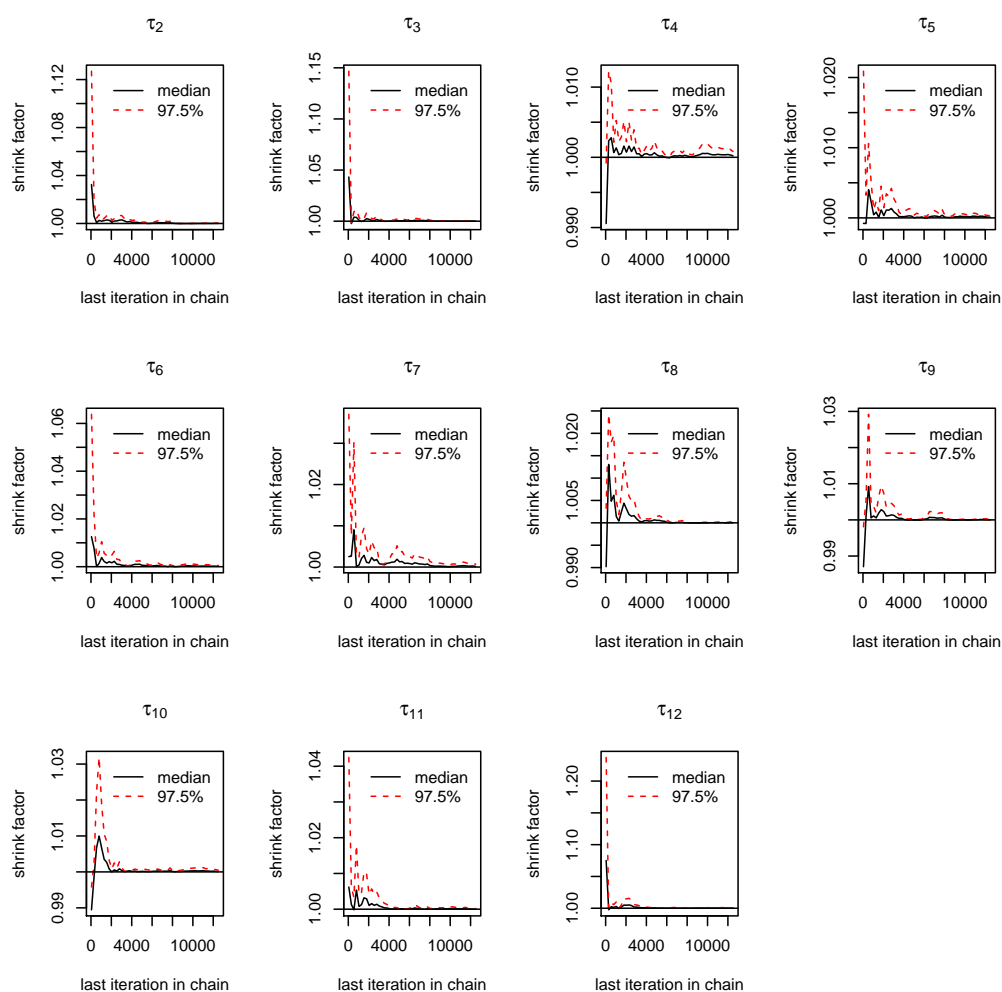 τ2
τ3
τ4
τ5
shrink factor
1.00 1.04 1.08 1.12
median
97.5%
0 4000 10000
last iteration in chain
shrink factor
1.00 1.05 1.10 1.15
median
97.5%
0 4000 10000
last iteration in chain
shrink factor
0.990 1.000 1.010
median
97.5%
0 4000 10000
last iteration in chain
shrink factor
1.000 1.010 1.020
median
97.5%
0 4000 10000
last iteration in chain
τ6
τ7
τ8
τ9
shrink factor
1.00 1.02 1.04 1.06
median
97.5%
0 4000 10000
last iteration in chain
shrink factor
1.00 1.02
median
97.5%
0 4000 10000
last iteration in chain
shrink factor
0.990 1.005 1.020
median
97.5%
0 4000 10000
last iteration in chain
shrink factor
0.99 1.01 1.03
median
97.5%
0 4000 10000
last iteration in chain
τ10
τ11
τ12
shrink factor
0.99 1.01 1.03
median
97.5%
0 4000 10000
last iteration in chain
shrink factor
1.00 1.02 1.04
median
97.5%
0 4000 10000
last iteration in chain
shrink factor
1.00 1.10 1.20
median
97.5%
0 4000 10000
last iteration in chain